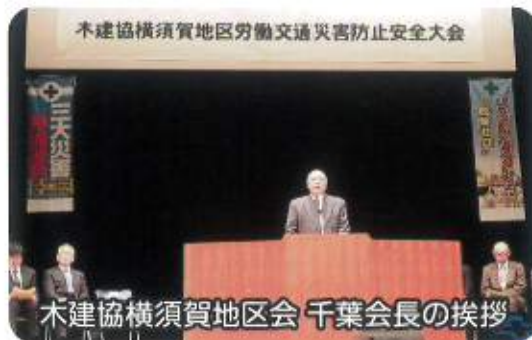 木建協横須賀地区労働交通災害防止安全大会
三大災害
木建協横須賀地区会 千葉会長の挨拶